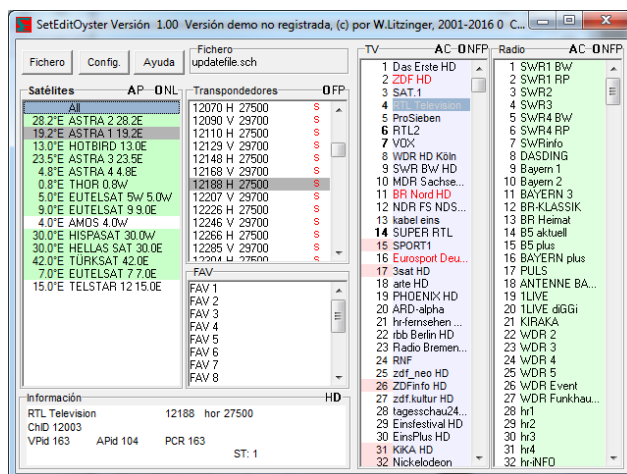 SetEditOyster Versión 1.00 Versión demo no registrada, (c) por W.Litzinger, 2001-2016 0 C...
Fichero
Config.
Ayuda
Fichero
updatefile.sch
Satélites AP ONL
All
28.2°E ASTRA 2 28.2E
19.2°E ASTRA 1 19.2E
13.0°E HOTBIRD 13.0E
23.5°E ASTRA 3 23.5E
4.8°E ASTRA 4 4.8E
0.8°E THOR 0.8W
5.0°E EUTELSAT 5W 5.0W
9.0°E EUTELSAT 9 9.0E
4.0°E AMOS 4.0W
30.0°E HISPASAT 30.0W
30.0°E HELLAS SAT 30.0E
42.0°E TÜRKSAT 42.0E
7.0°E EUTELSAT 7 7.0E
15.0°E TELSTAR 12 15.0E
Transpondedores OFP
12070 H 27500 S
12090 V 29700 S
12110 H 27500 S
12129 V 29700 S
12148 H 27500 S
12168 V 29700 S
12188 H 27500 S
12207 V 29700 S
12226 H 27500 S
12246 V 29700 S
12266 H 27500 S
12285 V 29700 S
12304 H 27500 S
FAV
FAV 1
FAV 2
FAV 3
FAV 4
FAV 5
FAV 6
FAV 7
FAV 8
Información HD
RTL Television 12188 hor 27500
ChID 12003
VPid 163 APid 104 PCR 163
ST: 1
TV AC ONFP
1 Das Erste HD
2 ZDF HD
3 SAT.1
4 RTL Television
5 ProSieben
6 RTL2
7 VOX
8 WDR HD Köln
9 SWR BW HD
10 MDR Sachse...
11 BR Nord HD
12 NDR FS NDS...
13 kabel eins
14 SUPER RTL
15 SPORT1
16 Eurosport Deu...
17 3sat HD
18 arte HD
19 PHOENIX HD
20 ARD-alpha
21 hr-fernsehen ...
22 rbb Berlin HD
23 Radio Bremen...
24 RNF
25 zdf_neo HD
26 ZDFinfo HD
27 zdf.kultur HD
28 tagesschau24...
29 Einsfestival HD
30 EinsPlus HD
31 KiKA HD
32 Nickelodeon
Radio AC ONFP
1 SWR1 BW
2 SWR1 RP
3 SWR2
4 SWR3
5 SWR4 BW
6 SWR4 RP
7 SWRinfo
8 DASDING
9 Bayern 1
10 Bayern 2
11 BAYERN 3
12 BR-KLASSIK
13 BR Heimat
14 B5 aktuell
15 B5 plus
16 BAYERN plus
17 PULS
18 ANTENNE BA...
19 1LIVE
20 1LIVE diGGi
21 KIRAKA
22 WDR 2
23 WDR 3
24 WDR 4
25 WDR 5
26 WDR Event
27 WDR Funkhau...
28 hr1
29 hr2
30 hr3
31 hr4
32 hr-iNFO